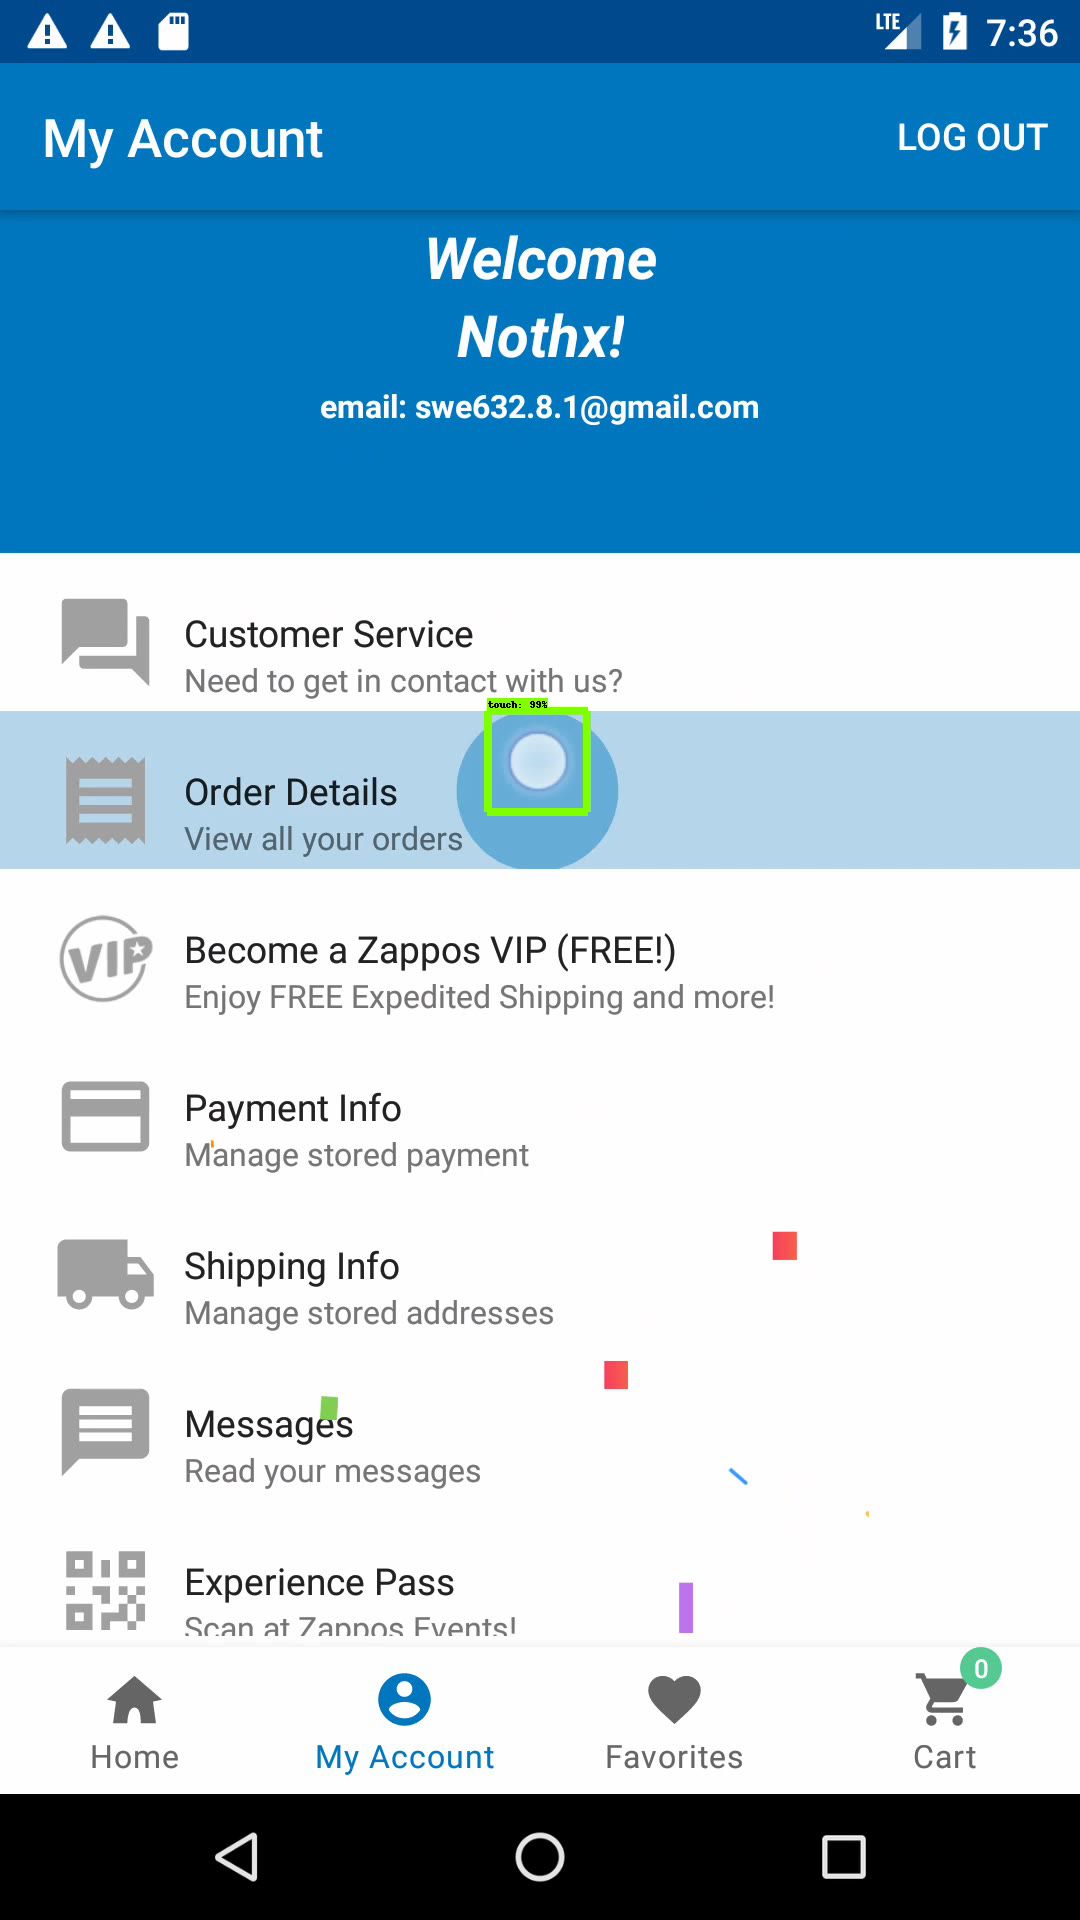 LTE 7:36
My Account LOG OUT
Welcome
Nothx!
email: swe632.8.1@gmail.com
Customer Service
Need to get in contact with us?
touch: 99%
Order Details
View all your orders
VIP
Become a Zappos VIP (FREE!)
Enjoy FREE Expedited Shipping and more!
Payment Info
Manage stored payment
Shipping Info
Manage stored addresses
Messages
Read your messages
Experience Pass
Scan at Zappos Events!
0
Home My Account Favorites Cart